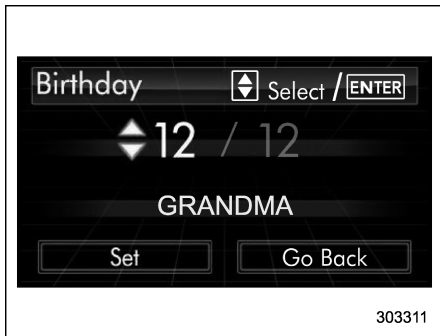 Birthday Select / ENTER
12 / 12
GRANDMA
Set Go Back
303311